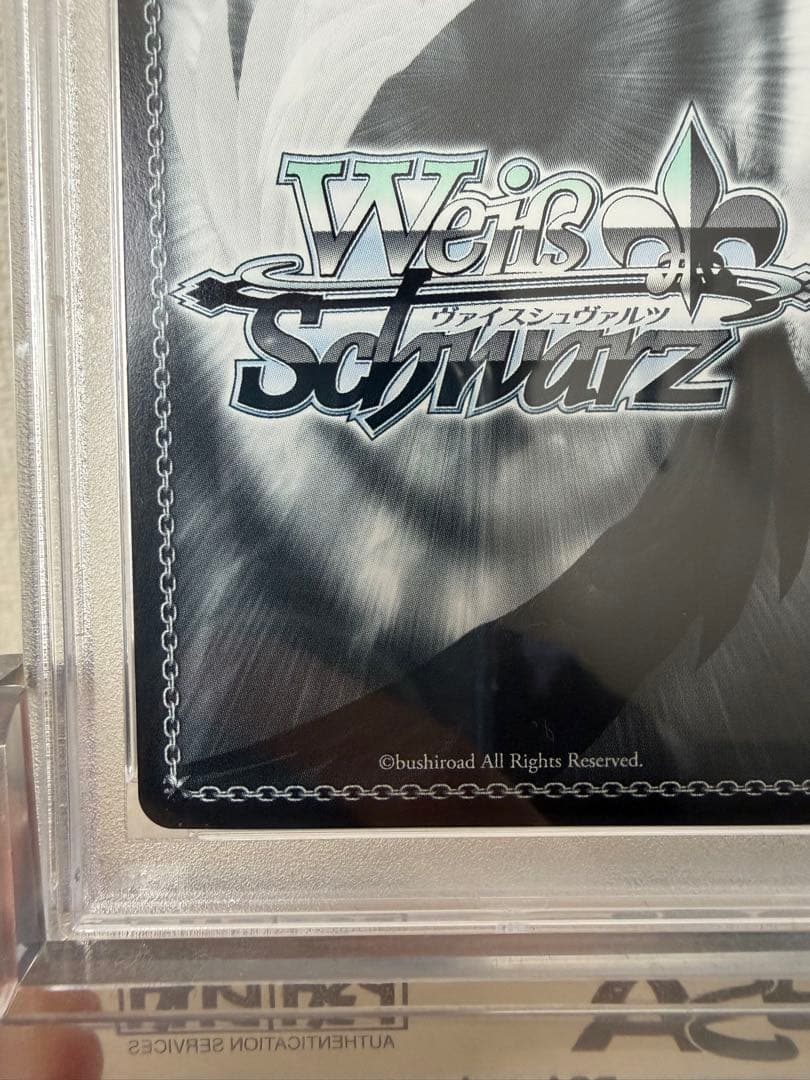 Weiß
ヴァイスシュヴァルツ
Schwarz
©bushiroad All Rights Reserved.
AUTHENTICATION SERVICES